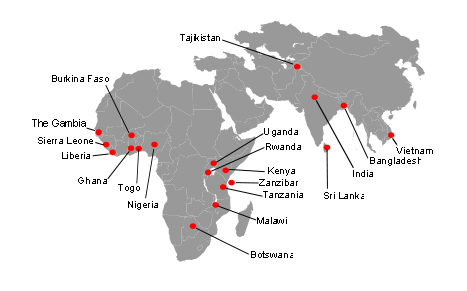 Tajikistan
Burkina Faso
The Gambia
Sierra Leone
Liberia
Ghana
Togo
Nigeria
Uganda
Rwanda
Kenya
Zanzibar
Tanzania
Malawi
Botswana
Vietnam
Bangladesh
India
Sri Lanka